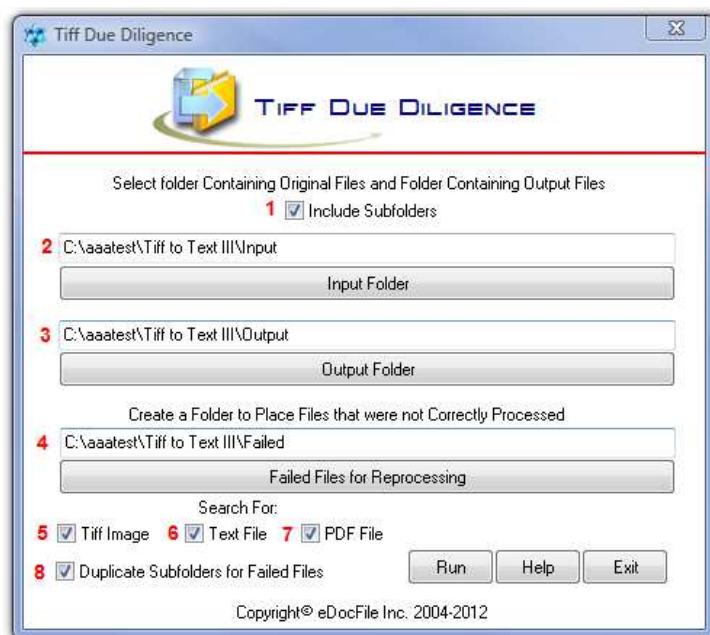 Tiff Due Diligence
TIFF DUE DILIGENCE
Select folder Containing Original Files and Folder Containing Output Files
1 Include Subfolders
2 C:\aaatest\Tiff to Text III\Input
Input Folder
3 C:\aaatest\Tiff to Text III\Output
Output Folder
Create a Folder to Place Files that were not Correctly Processed
4 C:\aaatest\Tiff to Text III\Failed
Failed Files for Reprocessing
Search For:
5 Tiff Image 6 Text File 7 PDF File
8 Duplicate Subfolders for Failed Files Run Help Exit
Copyright© eDocFile Inc. 2004-2012